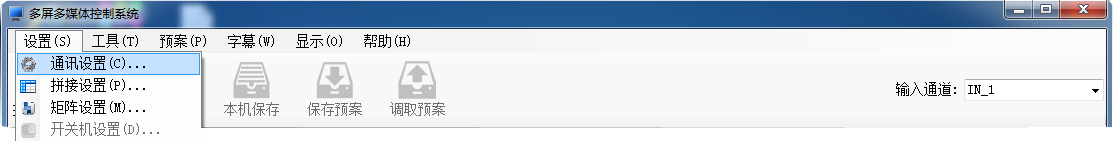 多屏多媒体控制系统
设置(S) 工具(T) 预案(P) 字幕(W) 显示(O) 帮助(H)
通讯设置(C)...
拼接设置(P)...
矩阵设置(M)...
开关机设置(D)...
本机保存 保存预案 调取预案
输入通道: IN_1